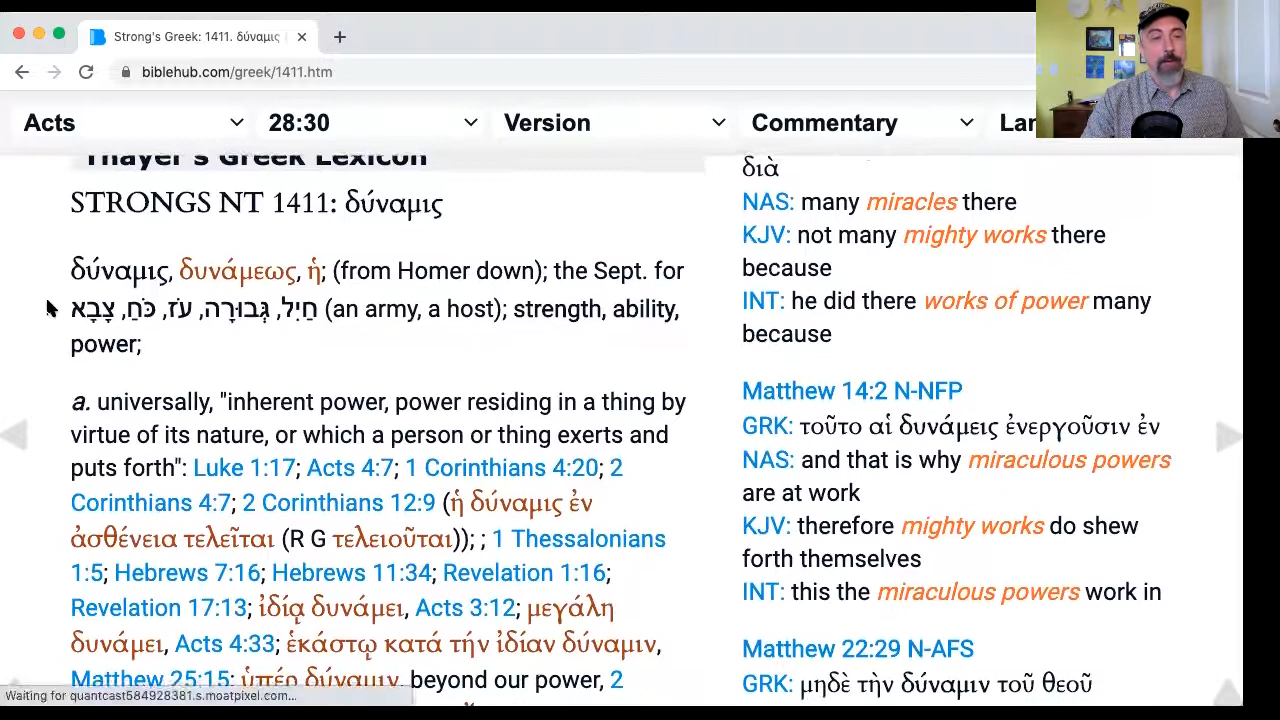 Strong's Greek: 1411. δύναμις (
biblehub.com/greek/1411.htm
Acts 28:30 Version Commentary Lan
Thayer's Greek Lexicon
STRONGS NT 1411: δύναμις
δύναμις, δυνάμεως, ἡ; (from Homer down); the Sept. for
חַיִל, גְּבוּרָה, עֹז, כֹּחַ, צָבָא (an army, a host); strength, ability,
power;
a. universally, "inherent power, power residing in a thing by
virtue of its nature, or which a person or thing exerts and
puts forth": Luke 1:17; Acts 4:7; 1 Corinthians 4:20; 2
Corinthians 4:7; 2 Corinthians 12:9 (ἡ δύναμις ἐν
ἀσθένεια τελεῖται (R G τελειοῦται)); ; 1 Thessalonians
1:5; Hebrews 7:16; Hebrews 11:34; Revelation 1:16;
Revelation 17:13; ἰδίᾳ δυνάμει, Acts 3:12; μεγάλη
δυνάμει, Acts 4:33; ἑκάστῳ κατά τήν ἰδίαν δύναμιν,
Matthew 25:15; ὑπέρ δύναμιν, beyond our power, 2
Waiting for quantcast584928381.s.moatpixel.com...
διὰ
NAS: many miracles there
KJV: not many mighty works there
because
INT: he did there works of power many
because
Matthew 14:2 N-NFP
GRK: τοῦτο αἱ δυνάμεις ἐνεργοῦσιν ἐν
NAS: and that is why miraculous powers
are at work
KJV: therefore mighty works do shew
forth themselves
INT: this the miraculous powers work in
Matthew 22:29 N-AFS
GRK: μηδὲ τὴν δύναμιν τοῦ θεοῦ